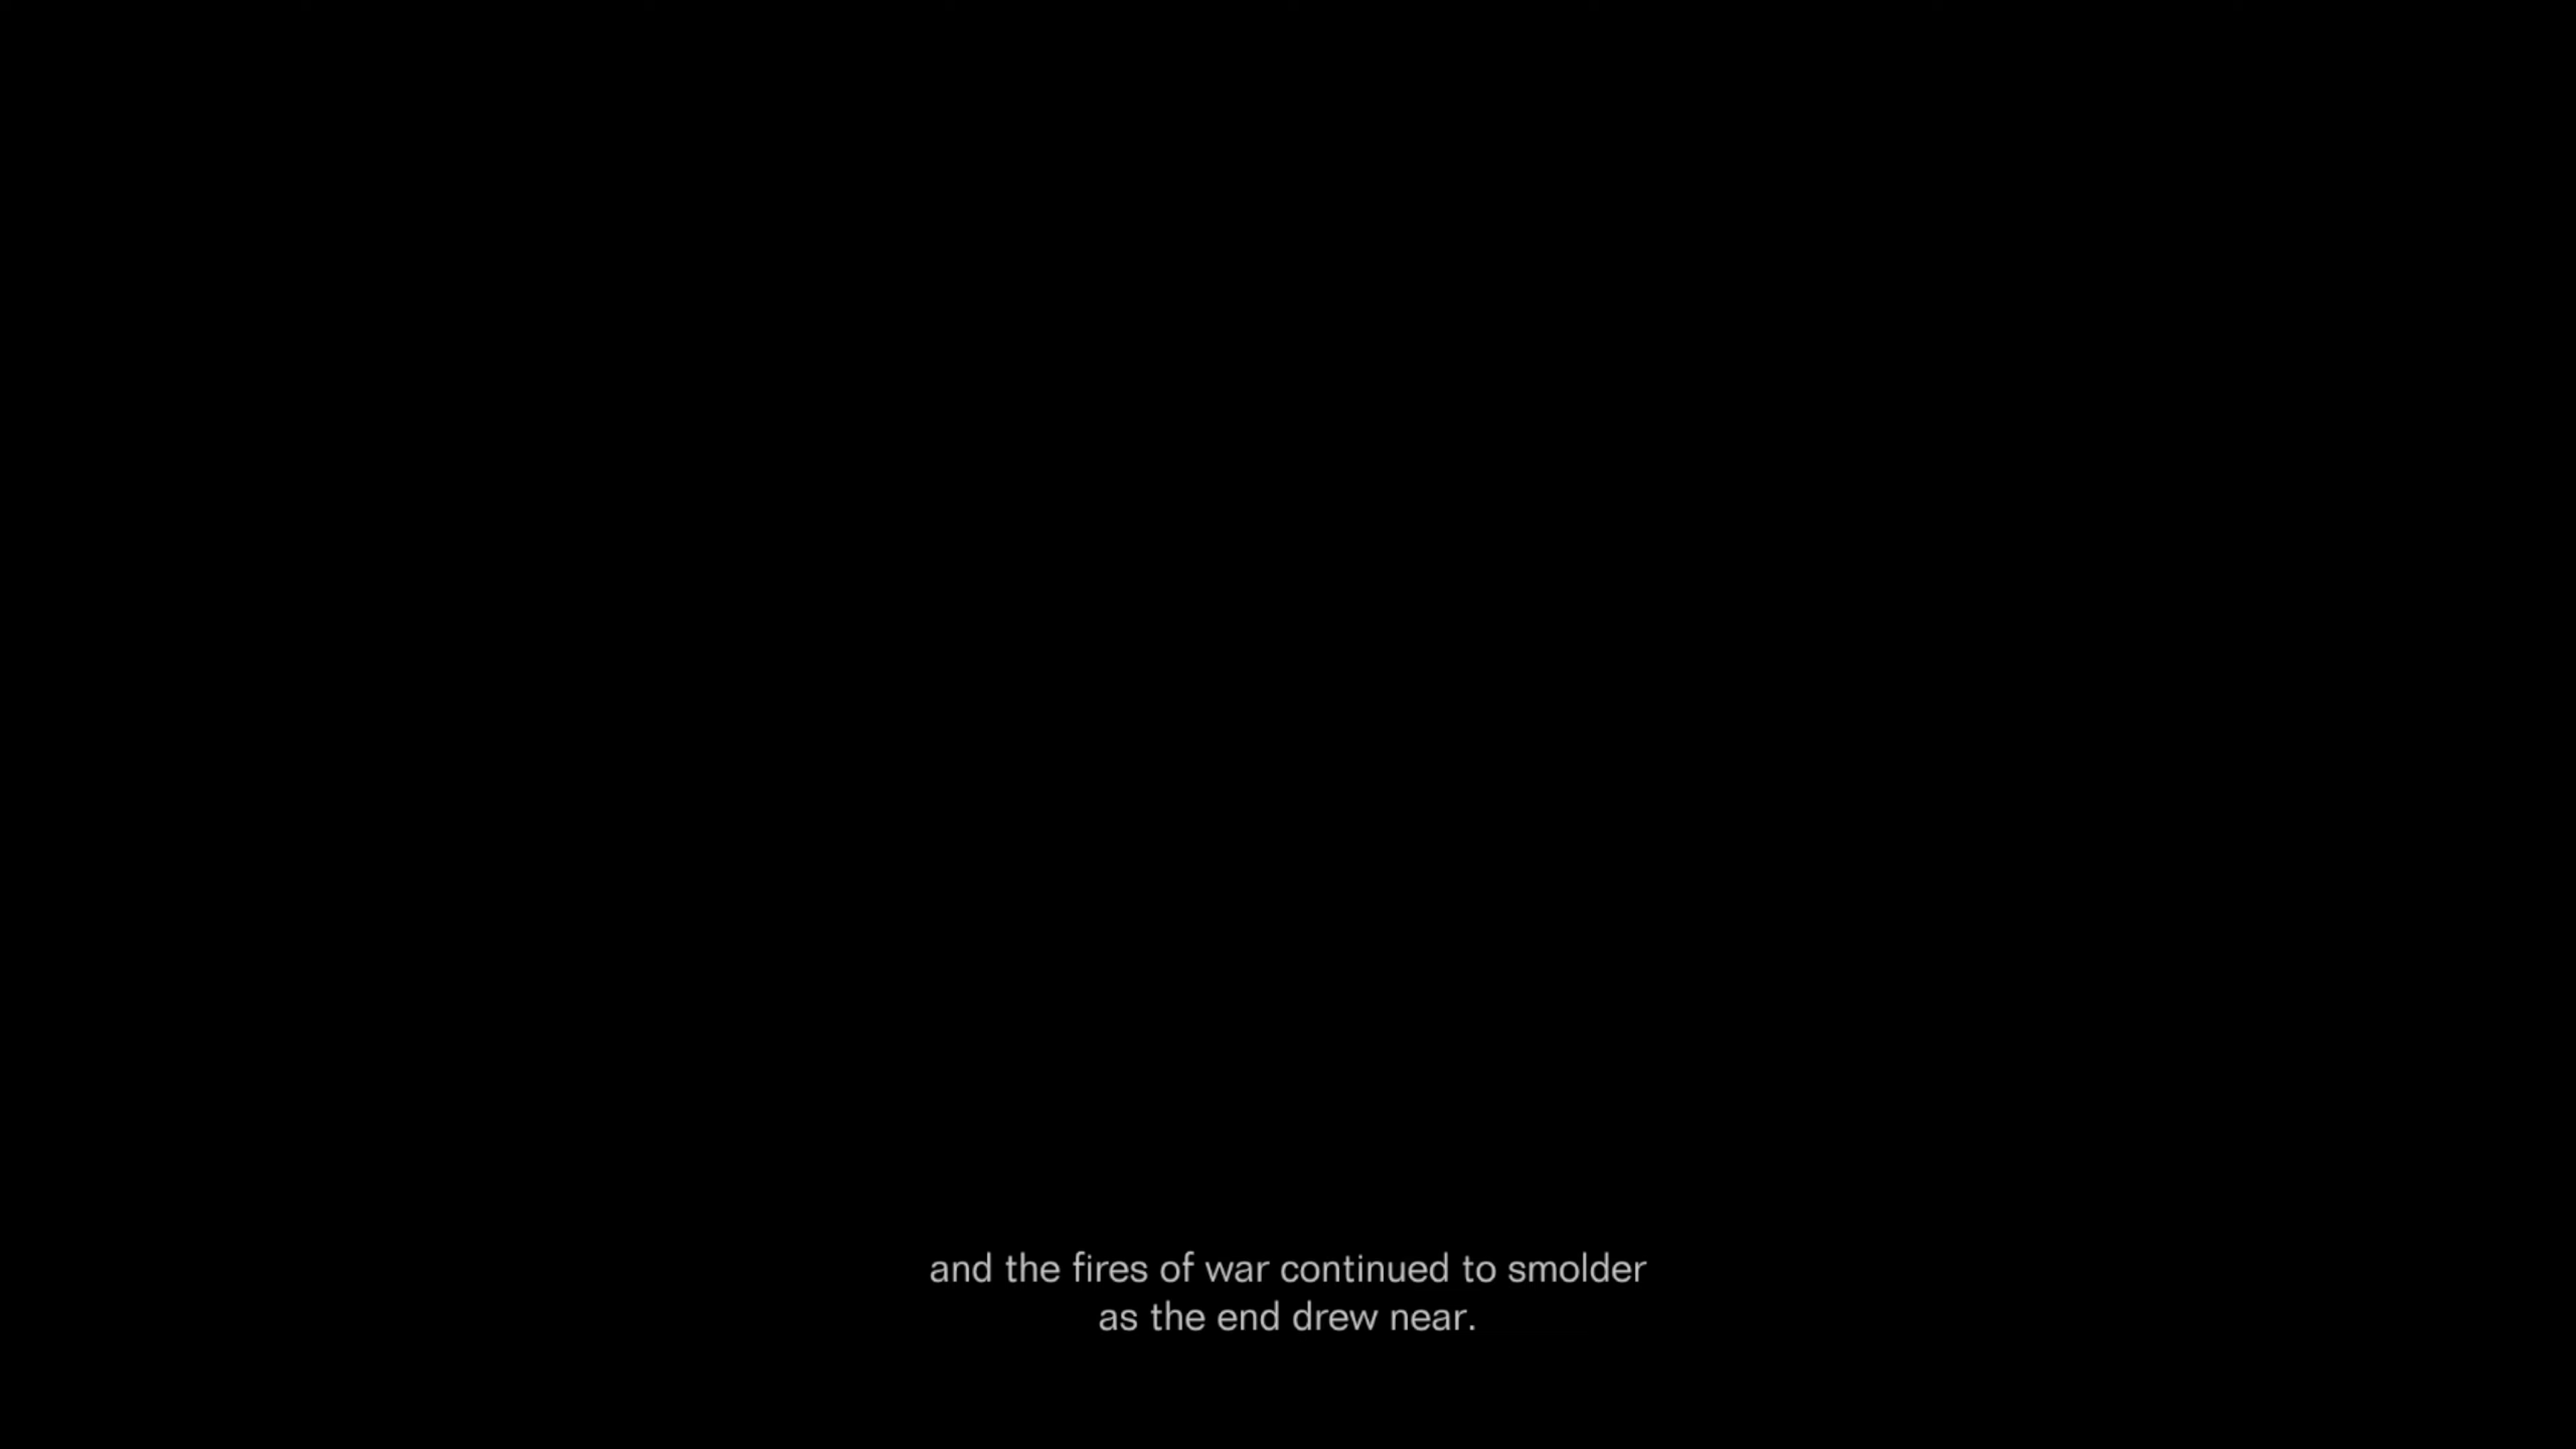 and the fires of war continued to smolder
as the end drew near.